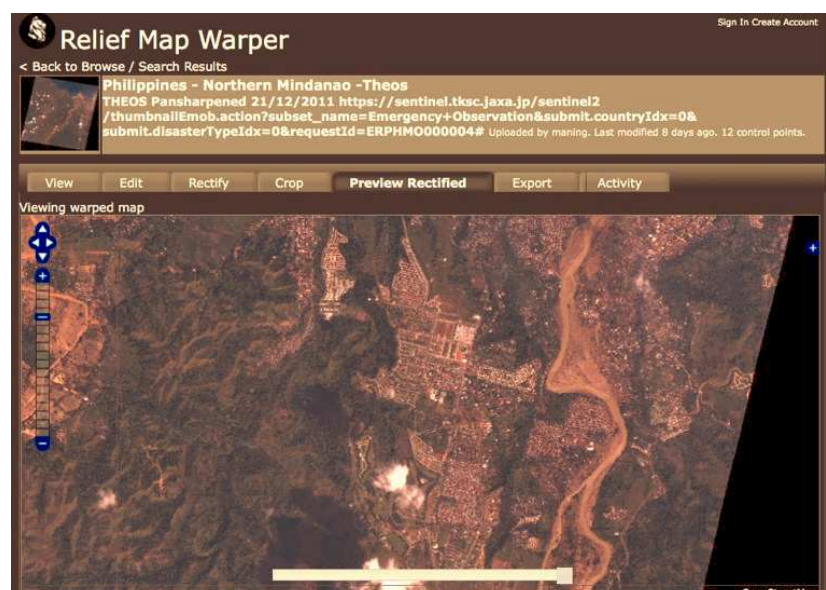 Sign In Create Account
Relief Map Warper
< Back to Browse / Search Results
Philippines - Northern Mindanao -Theos
THEOS Pansharpened 21/12/2011 https://sentinel.tksc.jaxa.jp/sentinel2
/thumbnailEmob.action?subset_name=Emergency+Observation&submit.countryIdx=0&
submit.disasterTypeIdx=0&requestId=ERPHMO000004# Uploaded by maning. Last modified 8 days ago. 12 control points.
View Edit Rectify Crop Preview Rectified Export Activity
Viewing warped map